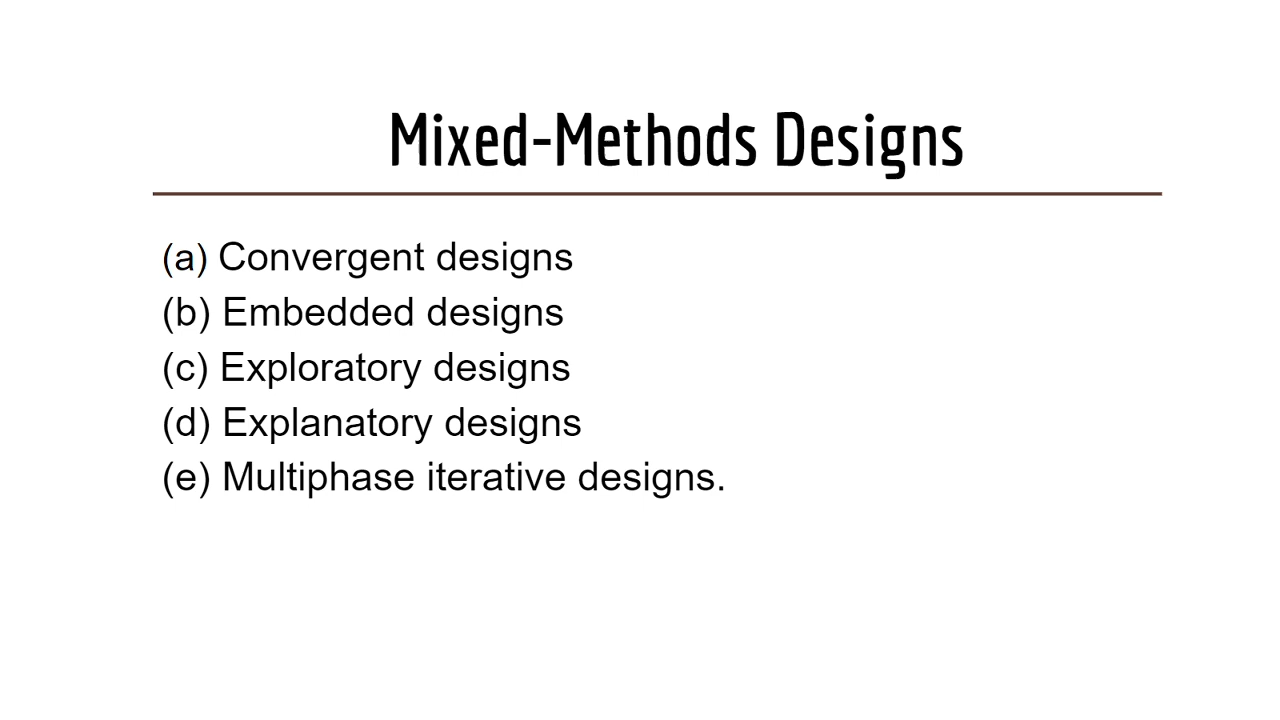 Mixed-Methods Designs
(a) Convergent designs
(b) Embedded designs
(c) Exploratory designs
(d) Explanatory designs
(e) Multiphase iterative designs.